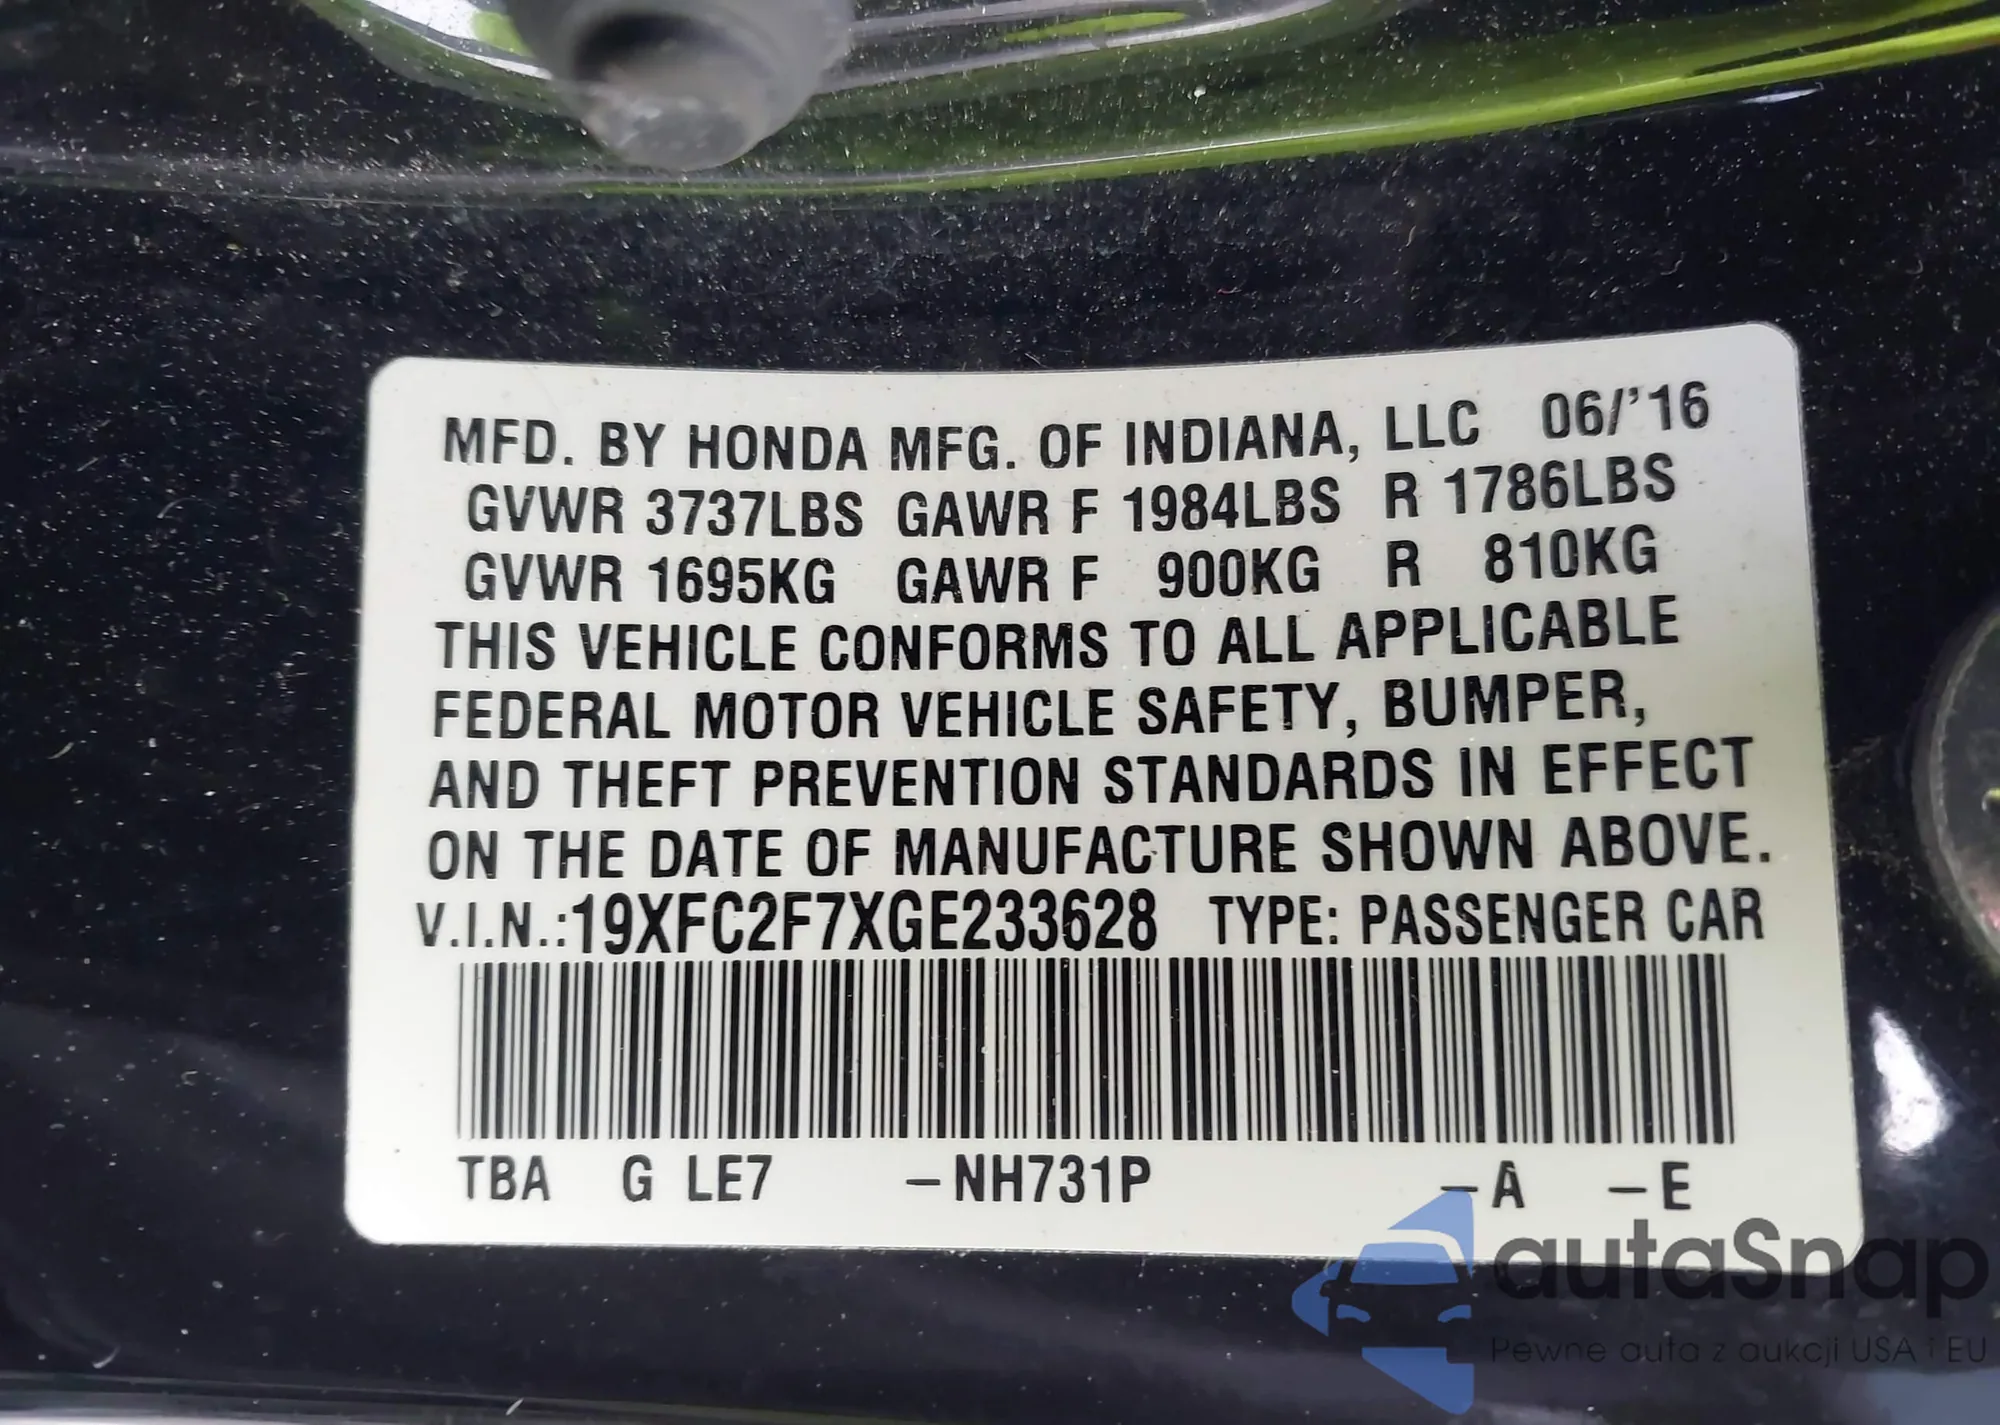 MFD. BY HONDA MFG. OF INDIANA, LLC 06/'16
GVWR 3737LBS GAWR F 1984LBS R 1786LBS
GVWR 1695KG GAWR F 900KG R 810KG
THIS VEHICLE CONFORMS TO ALL APPLICABLE
FEDERAL MOTOR VEHICLE SAFETY, BUMPER,
AND THEFT PREVENTION STANDARDS IN EFFECT
ON THE DATE OF MANUFACTURE SHOWN ABOVE.
V.I.N.:19XFC2F7XGE233628 TYPE: PASSENGER CAR
TBA G LE7 –NH731P –A –E
autaSnap
Pewne auta z aukcji USA i EU